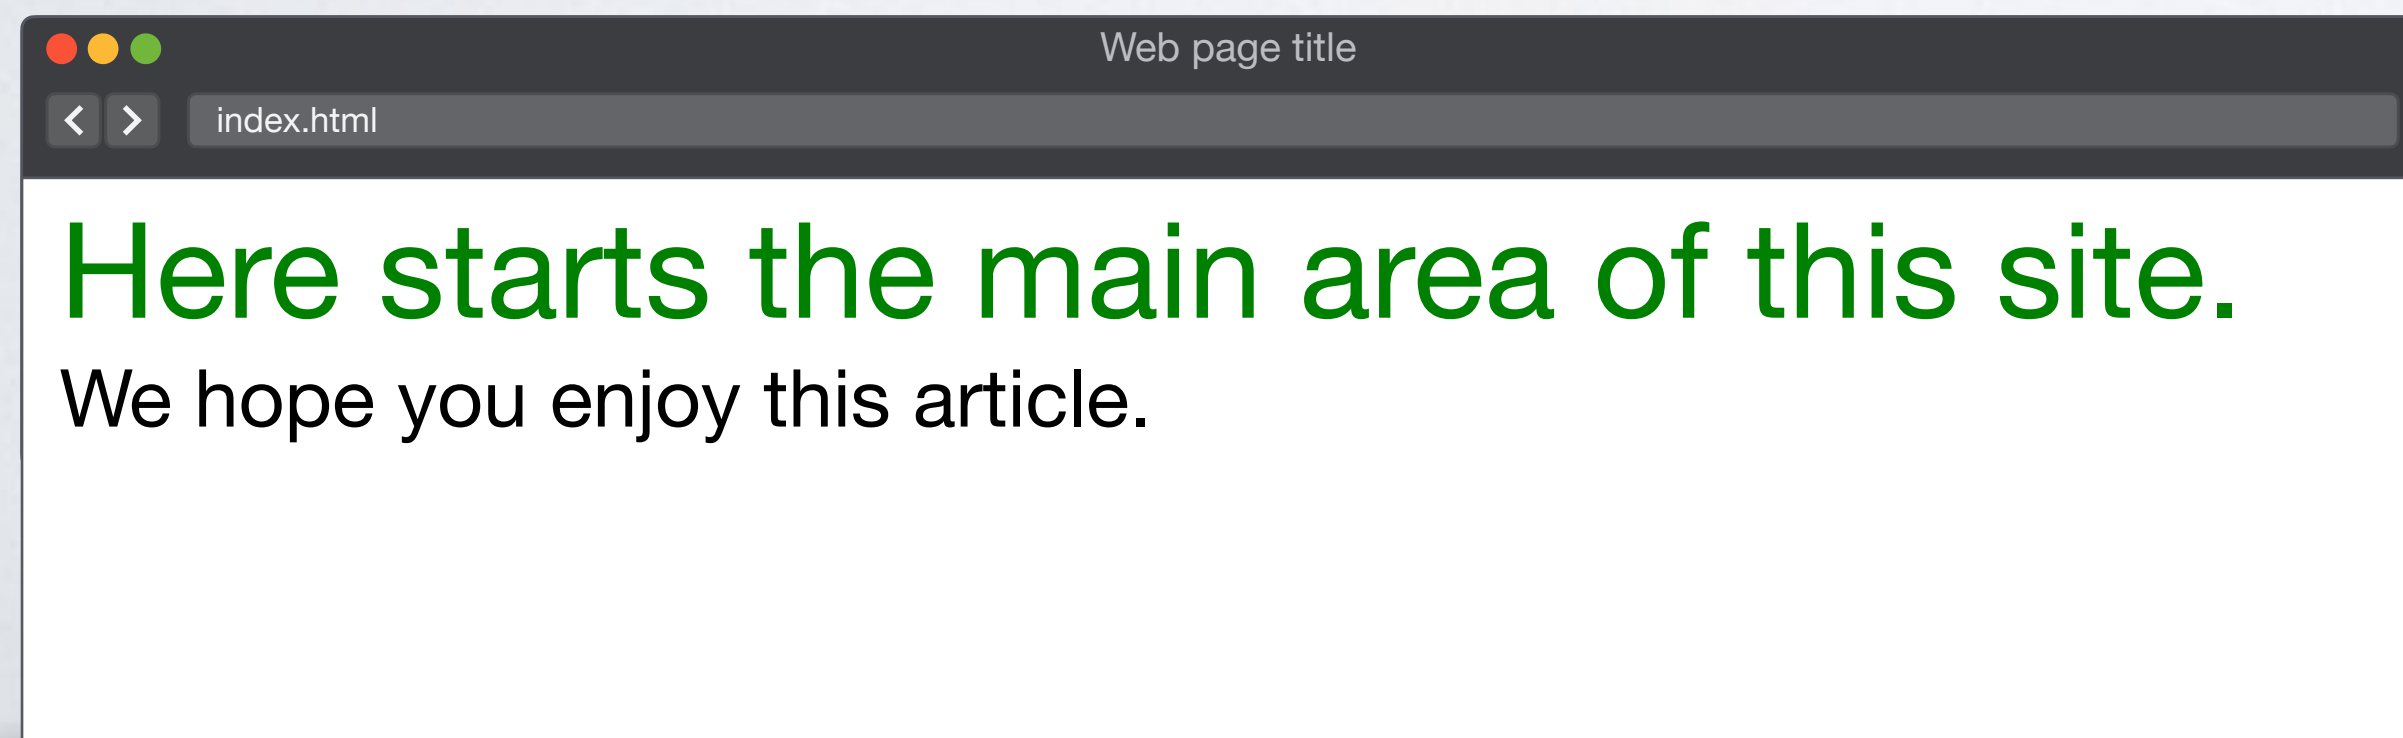 Web page title
index.html
Here starts the main area of this site.
We hope you enjoy this article.